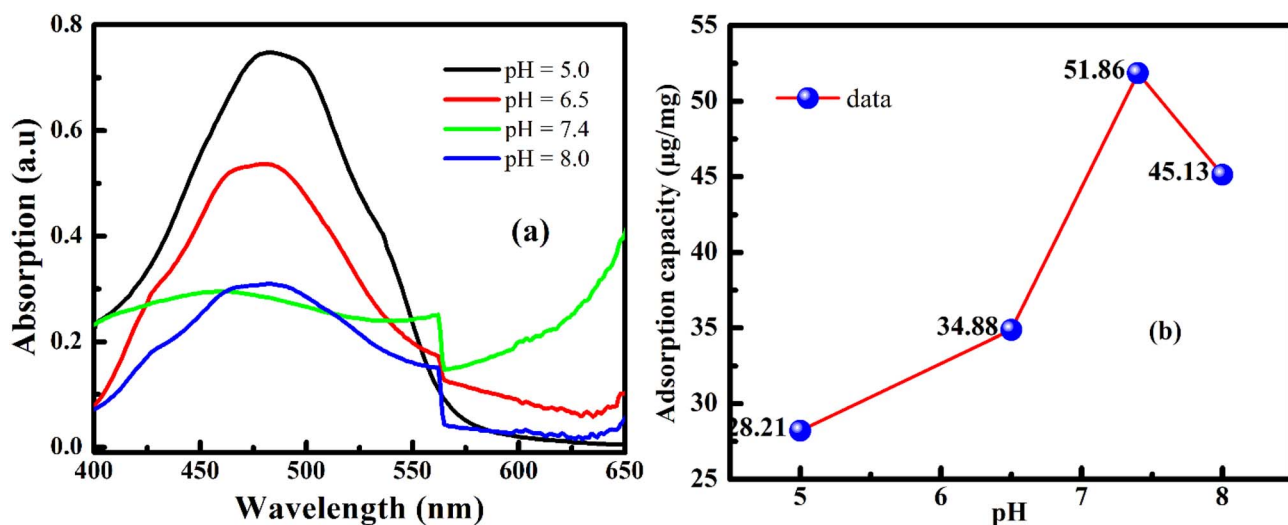 0.8
0.6
0.4
0.2
0.0
Absorption (a.u)
pH = 5.0
pH = 6.5
pH = 7.4
pH = 8.0
(a)
400 450 500 550 600 650
Wavelength (nm)
55
50
45
40
35
30
25
Adsorption capacity (μg/mg)
data
51.86
45.13
34.88
28.21
(b)
5 6 7 8
pH